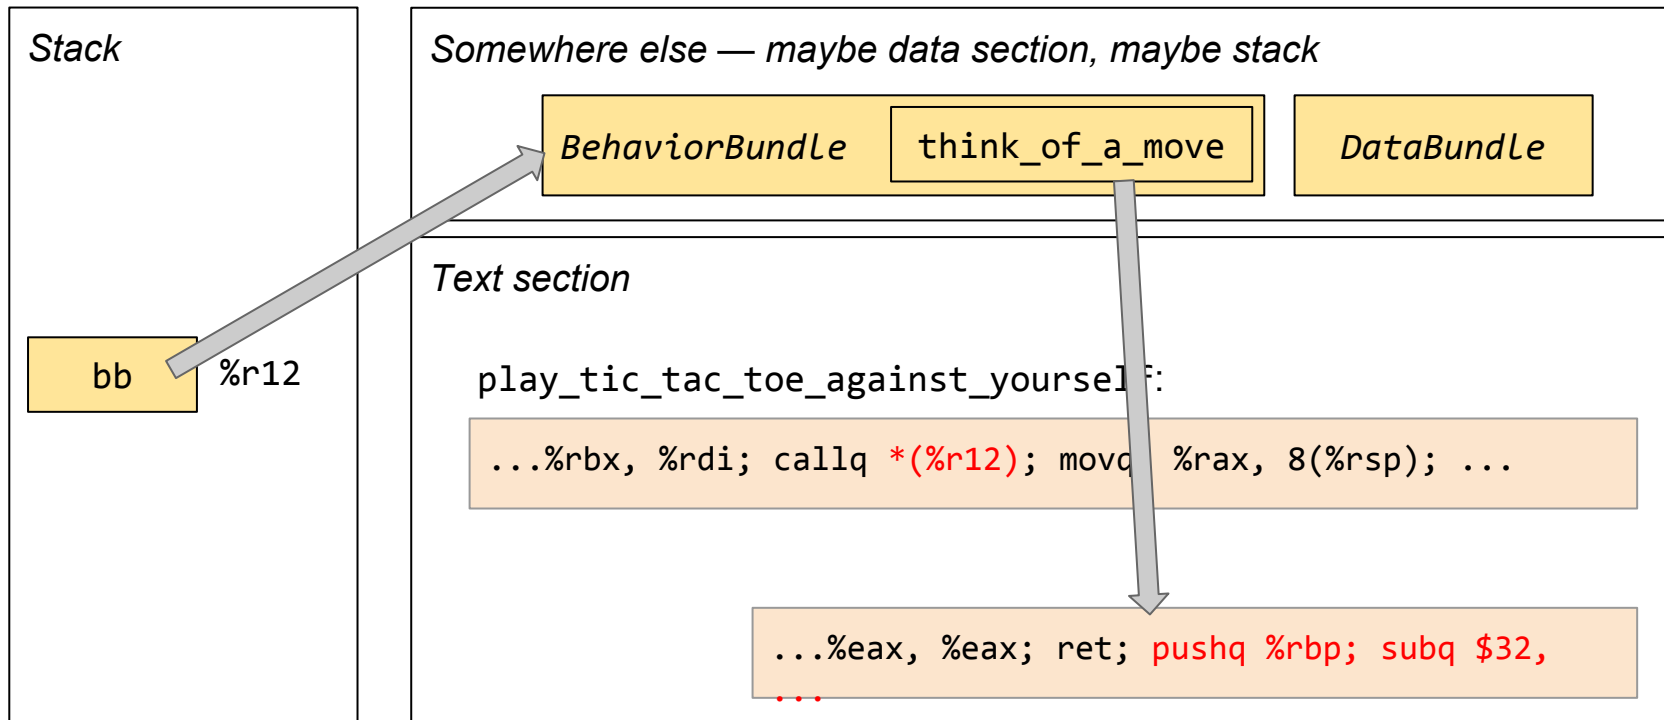 Stack
Somewhere else — maybe data section, maybe stack
BehaviorBundle think_of_a_move DataBundle
Text section
bb %r12 play_tic_tac_toe_against_yourself:
...%rbx, %rdi; callq *(%r12); movq %rax, 8(%rsp); ...
...%eax, %eax; ret; pushq %rbp; subq $32,
...